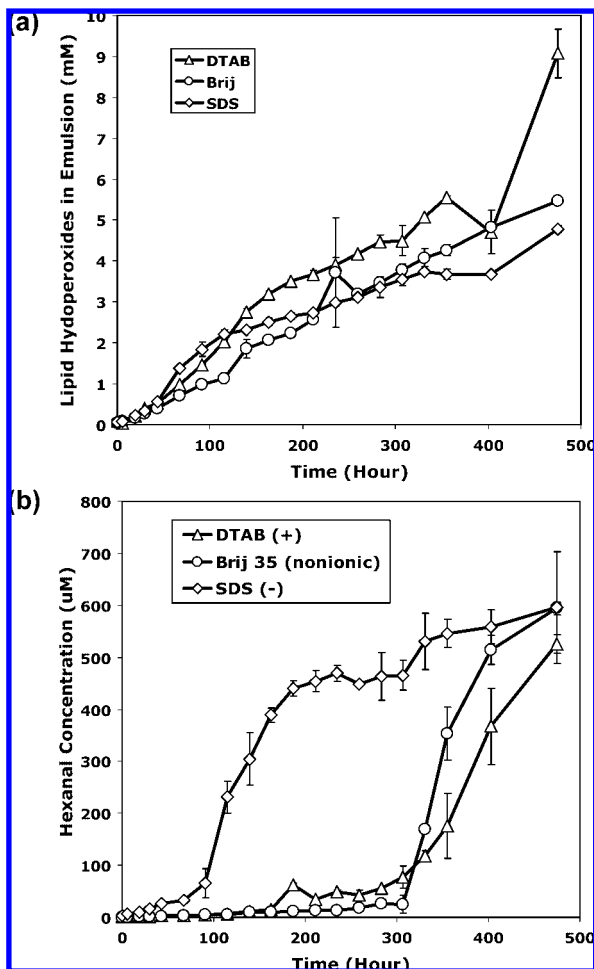 (a)
Lipid Hydoperoxides in Emulsion (mM)
10
9
8
7
6
5
4
3
2
1
0
DTAB
Brij
SDS
0 100 200 300 400 500
Time (Hour)
(b)
Hexanal Concentration (uM)
800
700
600
500
400
300
200
100
0
DTAB (+)
Brij 35 (nonionic)
SDS (-)
0 100 200 300 400 500
Time (Hour)